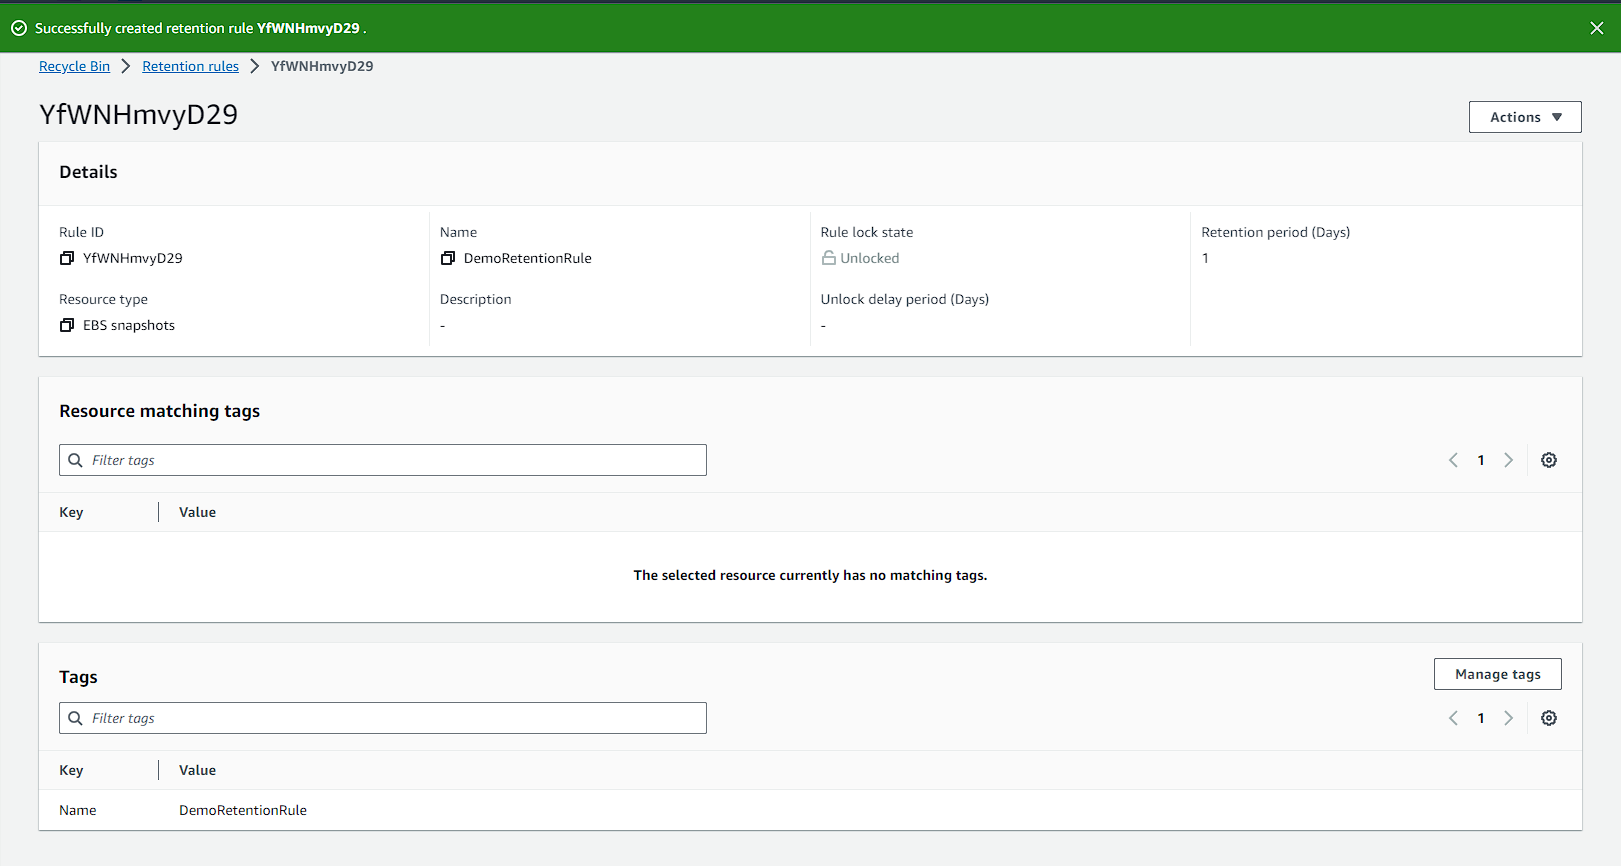 Successfully created retention rule YfWNHmvyD29 .
Recycle Bin > Retention rules > YfWNHmvyD29
YfWNHmvyD29
Actions
Details
Rule ID Name Rule lock state Retention period (Days)
YfWNHmvyD29 DemoRetentionRule Unlocked 1
Resource type Description Unlock delay period (Days)
EBS snapshots - -
Resource matching tags
Filter tags 1
Key Value
The selected resource currently has no matching tags.
Tags Manage tags
Filter tags 1
Key Value
Name DemoRetentionRule